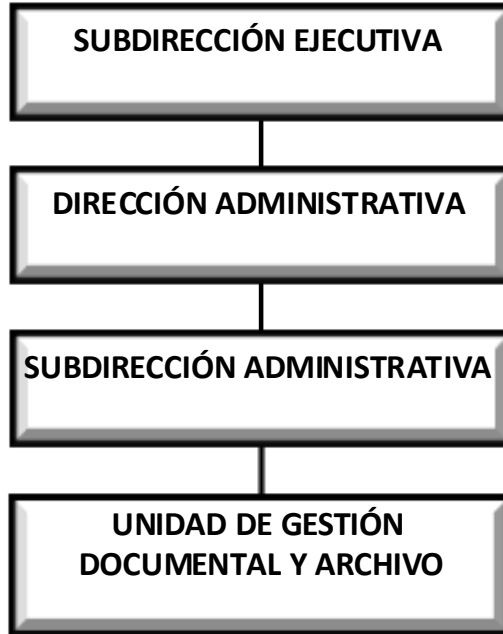 SUBDIRECCIÓN EJECUTIVA
DIRECCIÓN ADMINISTRATIVA
SUBDIRECCIÓN ADMINISTRATIVA
UNIDAD DE GESTIÓN
DOCUMENTAL Y ARCHIVO